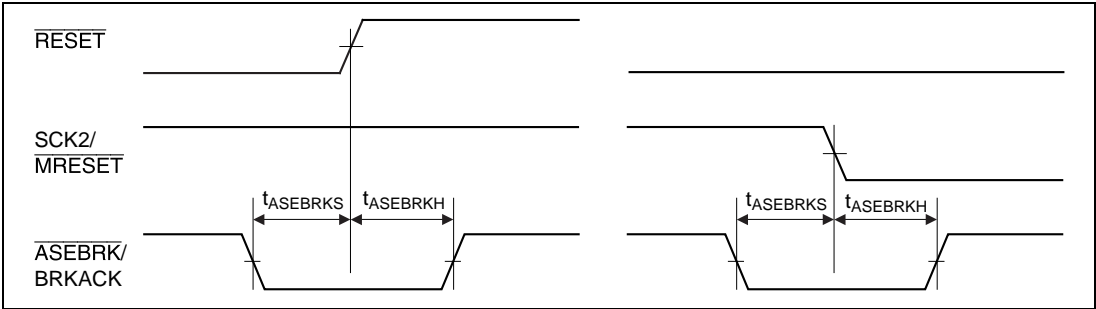 RESET
SCK2/
MRESET
tASEBRKS tASEBRKH tASEBRKS tASEBRKH
ASEBRK/
BRKACK